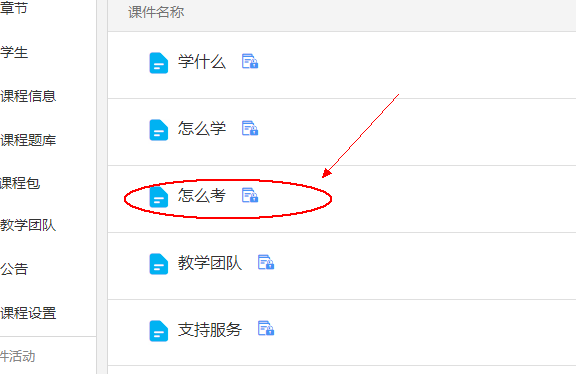 章节
学生
课程信息
课程题库
课程包
教学团队
公告
课程设置
件活动
课件名称
学什么
怎么学
怎么考
教学团队
支持服务